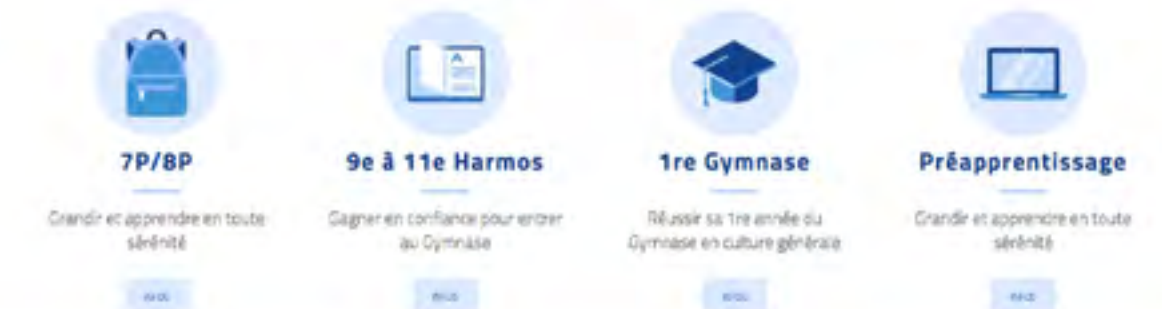 7P/8P
Grandir et apprendre en toute
sérénité
9e à 11e Harmos
Gagner en confiance pour entrer
au Gymnase
1re Gymnase
Réussir sa 1re année du
Gymnase en culture générale
Préapprentissage
Grandir et apprendre en toute
sérénité